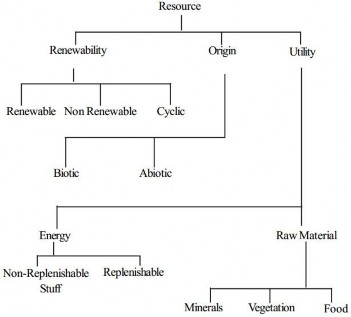 Resource
Renewability Origin Utility
Renewable Non Renewable Cyclic
Biotic Abiotic
Energy Raw Material
Non-Replenishable Replenishable
Stuff
Minerals Vegetation Food